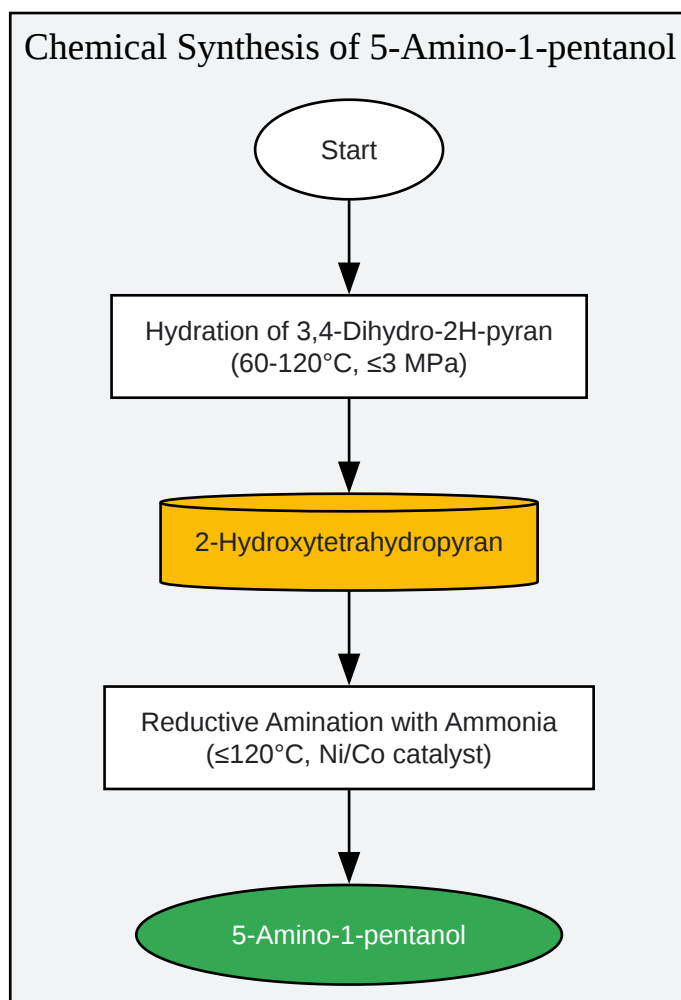 Chemical Synthesis of 5-Amino-1-pentanol
Start
Hydration of 3,4-Dihydro-2H-pyran
(60-120°C, ≤3 MPa)
2-Hydroxytetrahydropyran
Reductive Amination with Ammonia
(≤120°C, Ni/Co catalyst)
5-Amino-1-pentanol